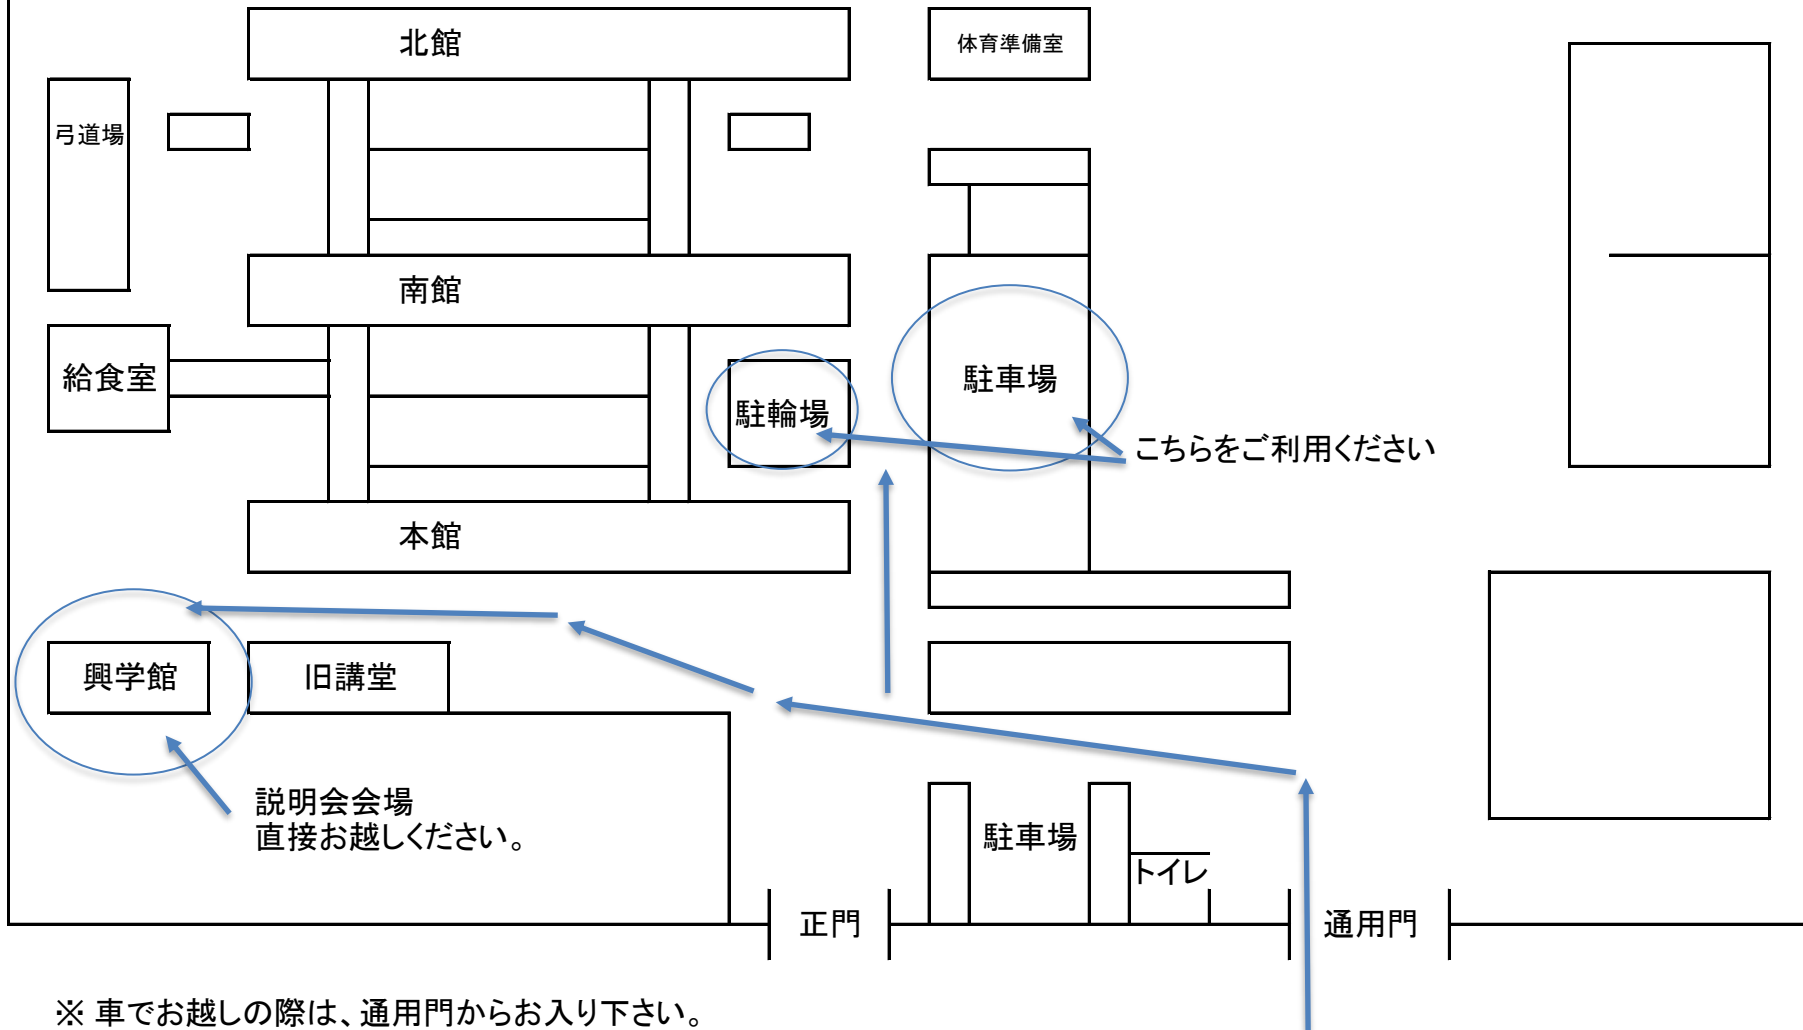 北館
体育準備室
弓道場
南館
給食室
駐輪場
駐車場
こちらをご利用ください
本館
興学館
旧講堂
説明会会場
直接お越しください。
駐車場
トイレ
正門
通用門
※ 車でお越しの際は、通用門からお入り下さい。